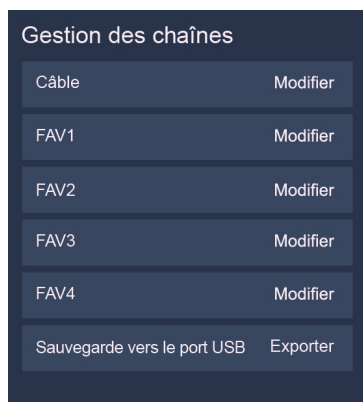 Gestion des chaînes
Câble Modifier
FAV1 Modifier
FAV2 Modifier
FAV3 Modifier
FAV4 Modifier
Sauvegarde vers le port USB Exporter